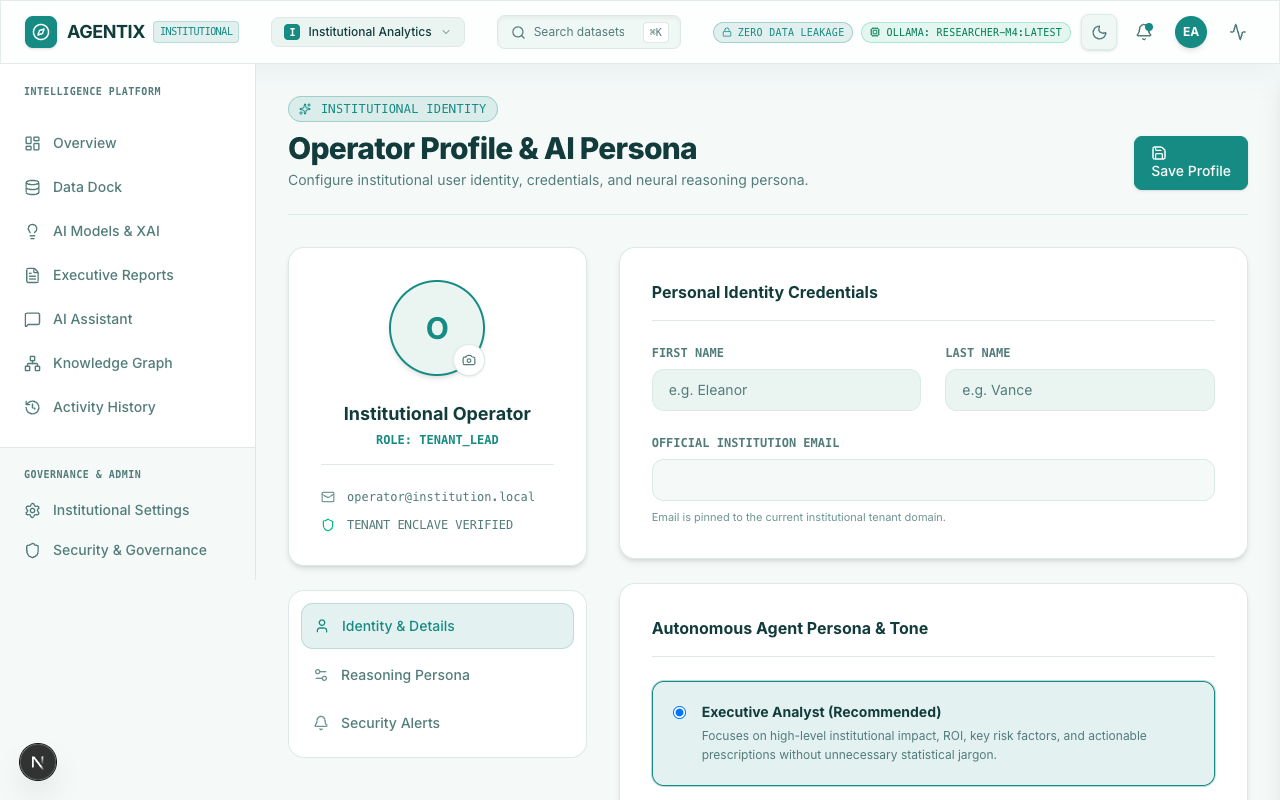 AGENTIX
INSTITUTIONAL
I
Institutional Analytics
Search datasets
⌘K
ZERO DATA LEAKAGE
OLLAMA: RESEARCHER-M4:LATEST
EA
INTELLIGENCE PLATFORM
Overview
Data Dock
AI Models & XAI
Executive Reports
AI Assistant
Knowledge Graph
Activity History
GOVERNANCE & ADMIN
Institutional Settings
Security & Governance
N
INSTITUTIONAL IDENTITY
Operator Profile & AI Persona
Configure institutional user identity, credentials, and neural reasoning persona.
Save Profile
O
Institutional Operator
ROLE: TENANT_LEAD
operator@institution.local
TENANT ENCLAVE VERIFIED
Identity & Details
Reasoning Persona
Security Alerts
Personal Identity Credentials
FIRST NAME
LAST NAME
e.g. Eleanor
e.g. Vance
OFFICIAL INSTITUTION EMAIL
Email is pinned to the current institutional tenant domain.
Autonomous Agent Persona & Tone
Executive Analyst (Recommended)
Focuses on high-level institutional impact, ROI, key risk factors, and actionable
prescriptions without unnecessary statistical jargon.